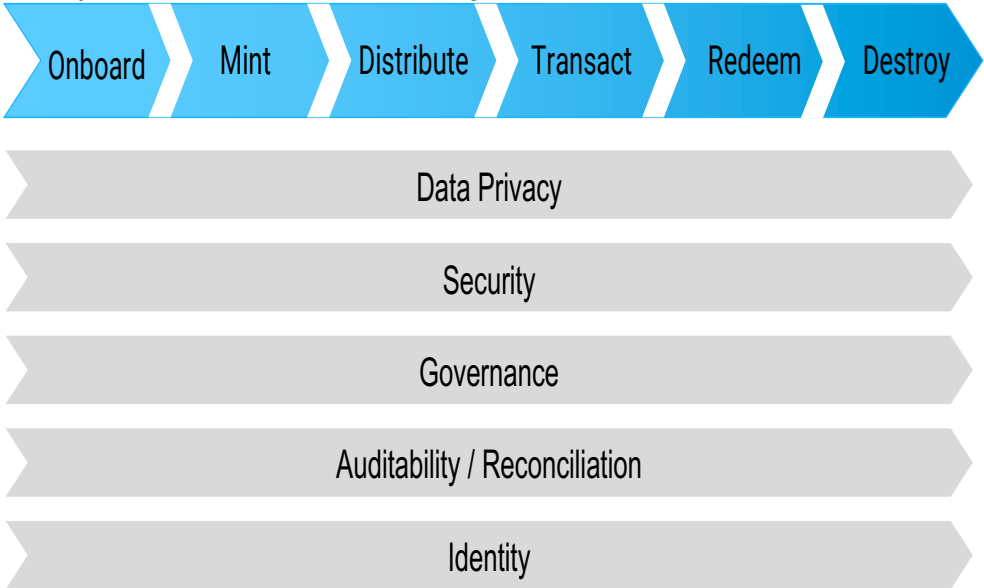 Onboard Mint Distribute Transact Redeem Destroy
Data Privacy
Security
Governance
Auditability / Reconciliation
Identity